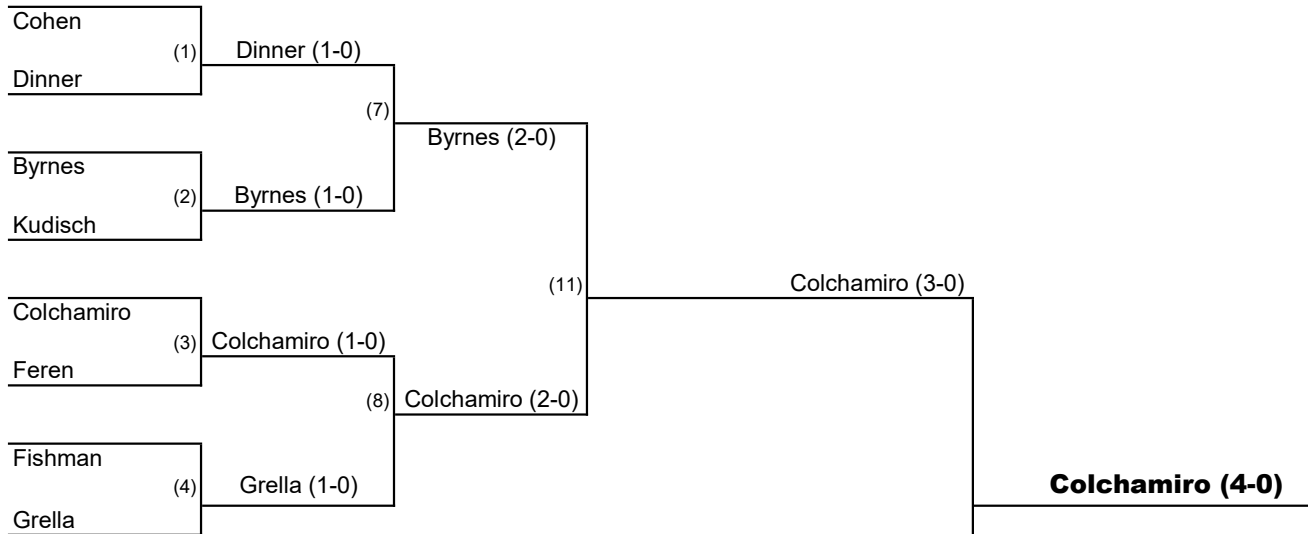 Cohen
(1)
Dinner (1-0)
Dinner
(7)
Byrnes (2-0)
Byrnes
(2)
Byrnes (1-0)
Kudisch
(11)
Colchamiro (3-0)
Colchamiro
(3)
Colchamiro (1-0)
Feren
(8)
Colchamiro (2-0)
Fishman
(4)
Grella (1-0)
Colchamiro (4-0)
Grella